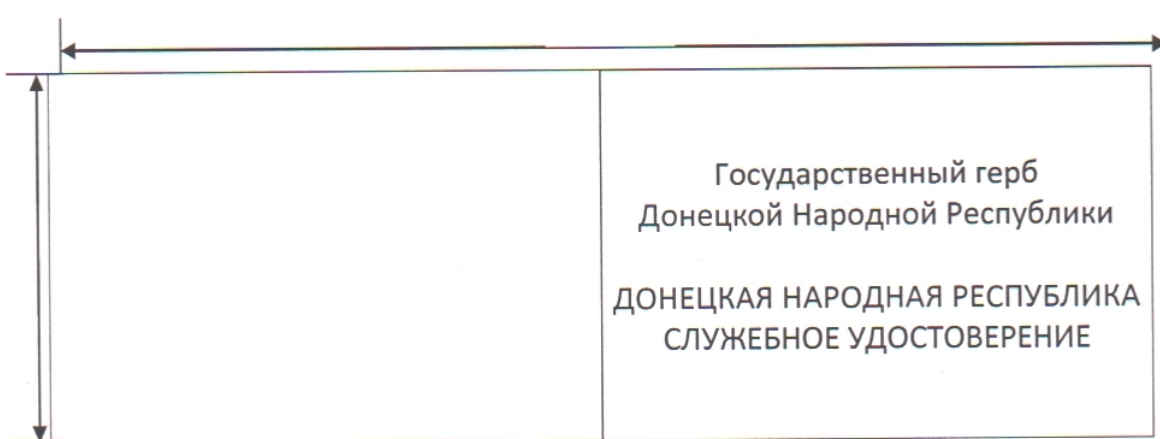 Государственный герб
Донецкой Народной Республики
ДОНЕЦКАЯ НАРОДНАЯ РЕСПУБЛИКА
СЛУЖЕБНОЕ УДОСТОВЕРЕНИЕ